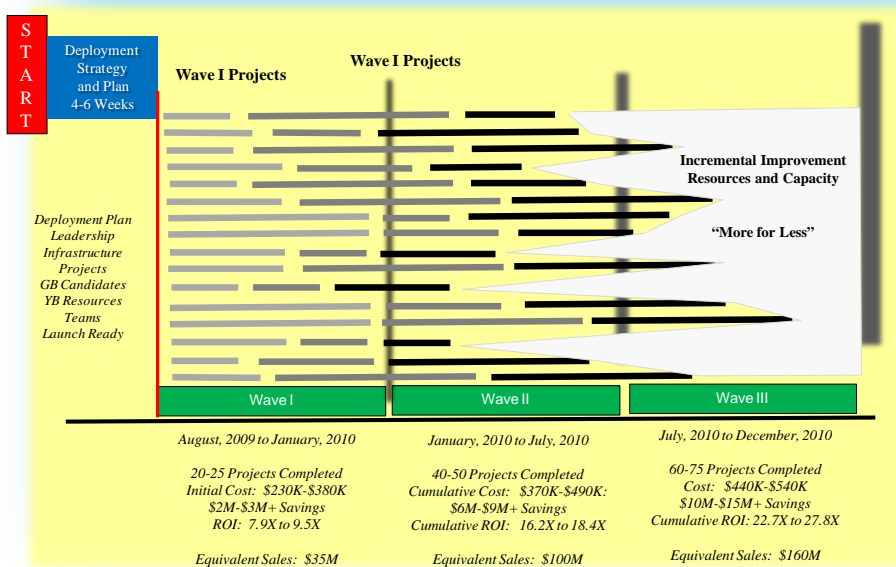 S
T
A
R
T
Deployment
Strategy
and Plan
4-6 Weeks
Wave I Projects
Wave I Projects
Incremental Improvement
Resources and Capacity
“More for Less”
Deployment Plan
Leadership
Infrastructure
Projects
GB Candidates
YB Resources
Teams
Launch Ready
Wave I
Wave II
Wave III
August, 2009 to January, 2010
20-25 Projects Completed
Initial Cost: $230K-$380K
$2M-$3M+ Savings
ROI: 7.9X to 9.5X
Equivalent Sales: $35M
January, 2010 to July, 2010
40-50 Projects Completed
Cumulative Cost: $370K-$490K:
$6M-$9M+ Savings
Cumulative ROI: 16.2X to 18.4X
Equivalent Sales: $100M
July, 2010 to December, 2010
60-75 Projects Completed
Cost: $440K-$540K
$10M-$15M+ Savings
Cumulative ROI: 22.7X to 27.8X
Equivalent Sales: $160M